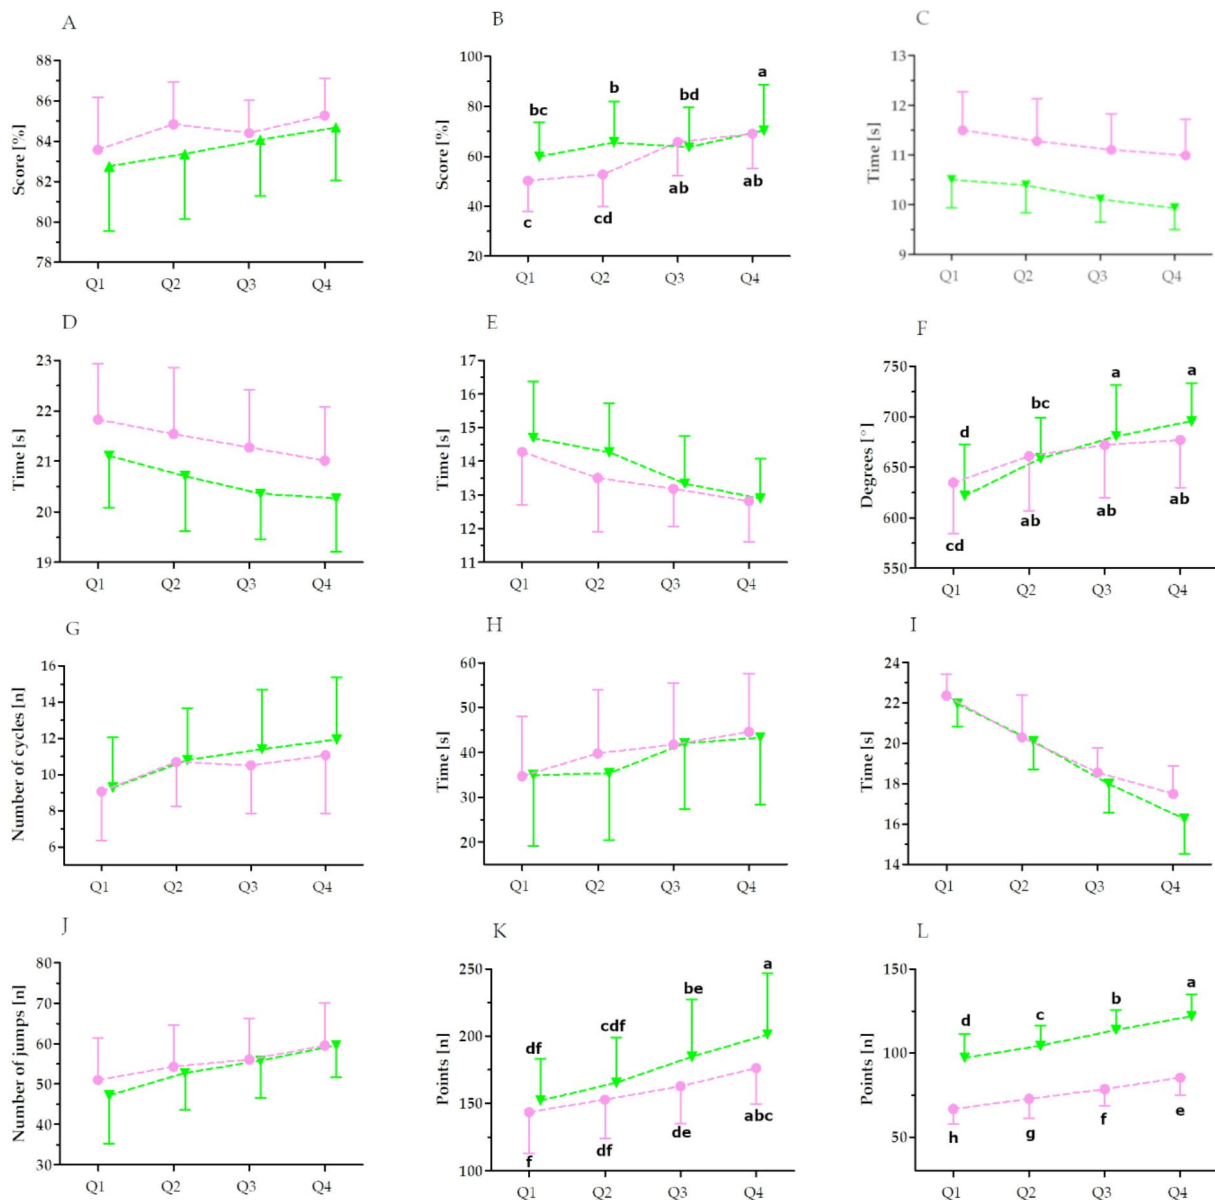 A
Score [%]
88
86
84
82
80
78
Q1 Q2 Q3 Q4
B
Score [%]
100
80
60
40
20
bc b bd a
c cd ab ab
Q1 Q2 Q3 Q4
C
Time [s]
13
12
11
10
9
Q1 Q2 Q3 Q4
D
Time [s]
23
22
21
20
19
Q1 Q2 Q3 Q4
E
Time [s]
17
16
15
14
13
12
11
Q1 Q2 Q3 Q4
F
Degrees [°]
750
700
650
600
550
d bc a a
cd ab ab ab
Q1 Q2 Q3 Q4
G
Number of cycles [n]
16
14
12
10
8
6
Q1 Q2 Q3 Q4
H
Time [s]
60
50
40
30
20
Q1 Q2 Q3 Q4
I
Time [s]
24
22
20
18
16
14
Q1 Q2 Q3 Q4
J
Number of jumps [n]
80
70
60
50
40
30
Q1 Q2 Q3 Q4
K
Points [n]
250
200
150
100
df cdf be a
f df de abc
Q1 Q2 Q3 Q4
L
Points [n]
150
100
50
d c b a
h g f e
Q1 Q2 Q3 Q4